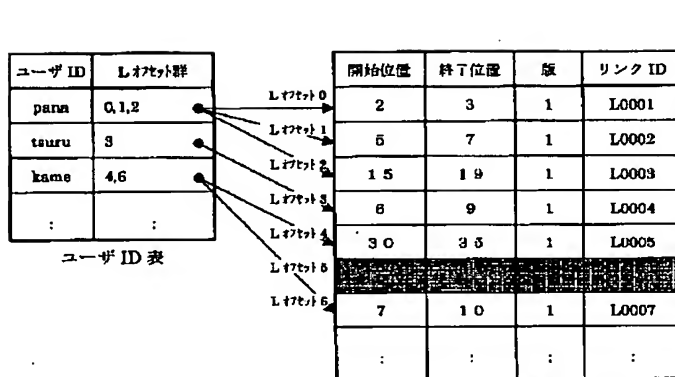 ユーザ ID	Lオフセット群
pana	0,1,2
tsuru	3
kame	4,6
:	:
ユーザ ID 表
Lオフセット0
Lオフセット1
Lオフセット2
Lオフセット3
Lオフセット4
Lオフセット5
Lオフセット6
開始位置	終了位置	版	リンク ID
2	3	1	L0001
5	7	1	L0002
15	19	1	L0003
6	9	1	L0004
30	35	1	L0005
7	10	1	L0007
:	:	:	: